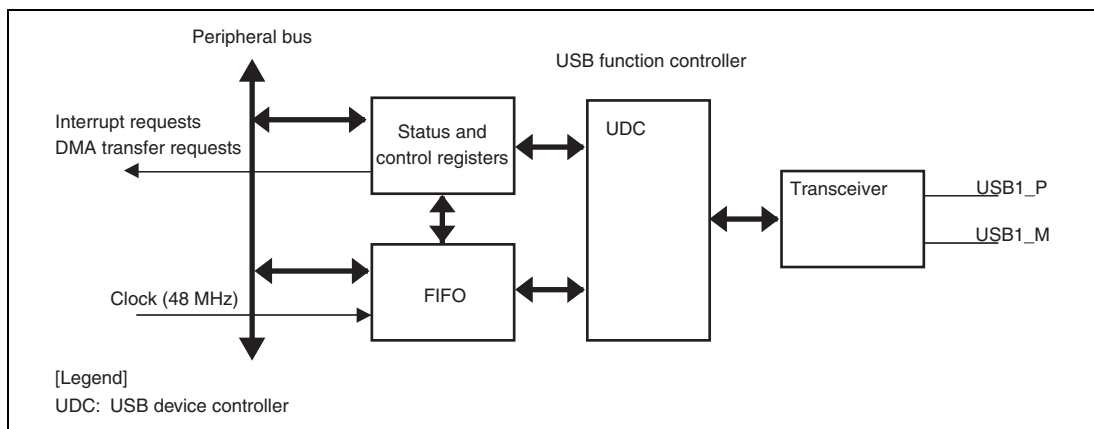 Peripheral bus
USB function controller
Interrupt requests
DMA transfer requests
Status and
control registers
UDC
Transceiver
USB1_P
USB1_M
FIFO
Clock (48 MHz)
[Legend]
UDC: USB device controller